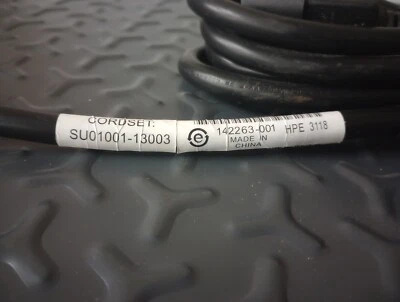 CORDSET:
SU01001-13003
142263-001 HPE 3118
MADE IN
CHINA